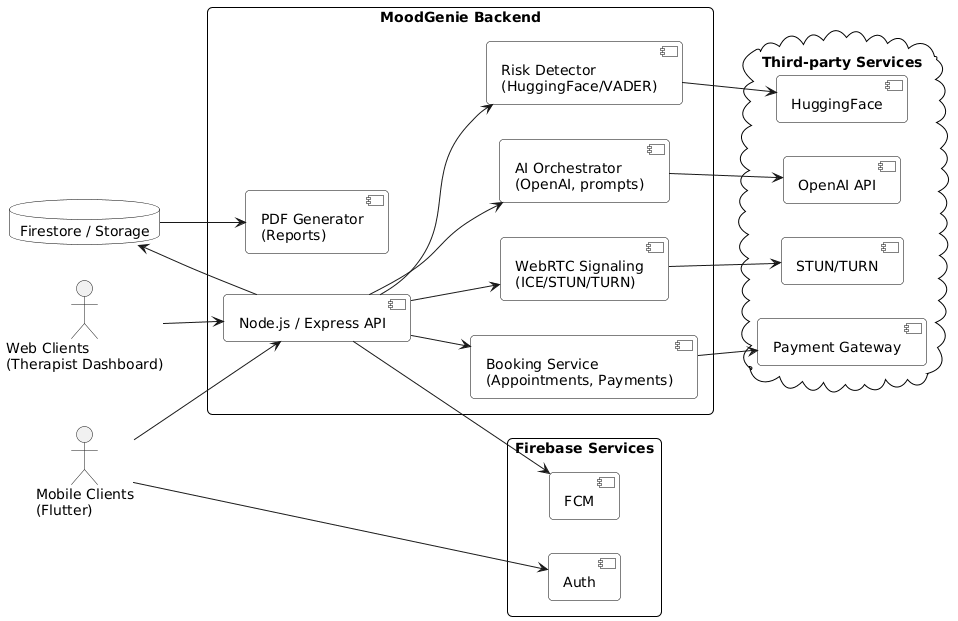 MoodGenie Backend
Risk Detector
(HuggingFace/VADER)
Third-party Services
HuggingFace
AI Orchestrator
(OpenAI, prompts)
OpenAI API
PDF Generator
(Reports)
Firestore / Storage
WebRTC Signaling
(ICE/STUN/TURN)
STUN/TURN
Node.js / Express API
Web Clients
(Therapist Dashboard)
Booking Service
(Appointments, Payments)
Payment Gateway
Firebase Services
Mobile Clients
(Flutter)
FCM
Auth